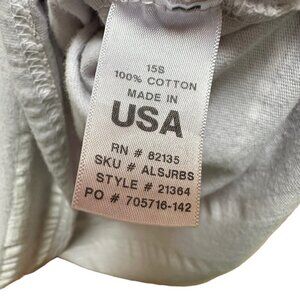 15S
100% COTTON
MADE IN
USA
RN # 82135
SKU # ALSJRBS
STYLE # 21364
PO # 705716-142